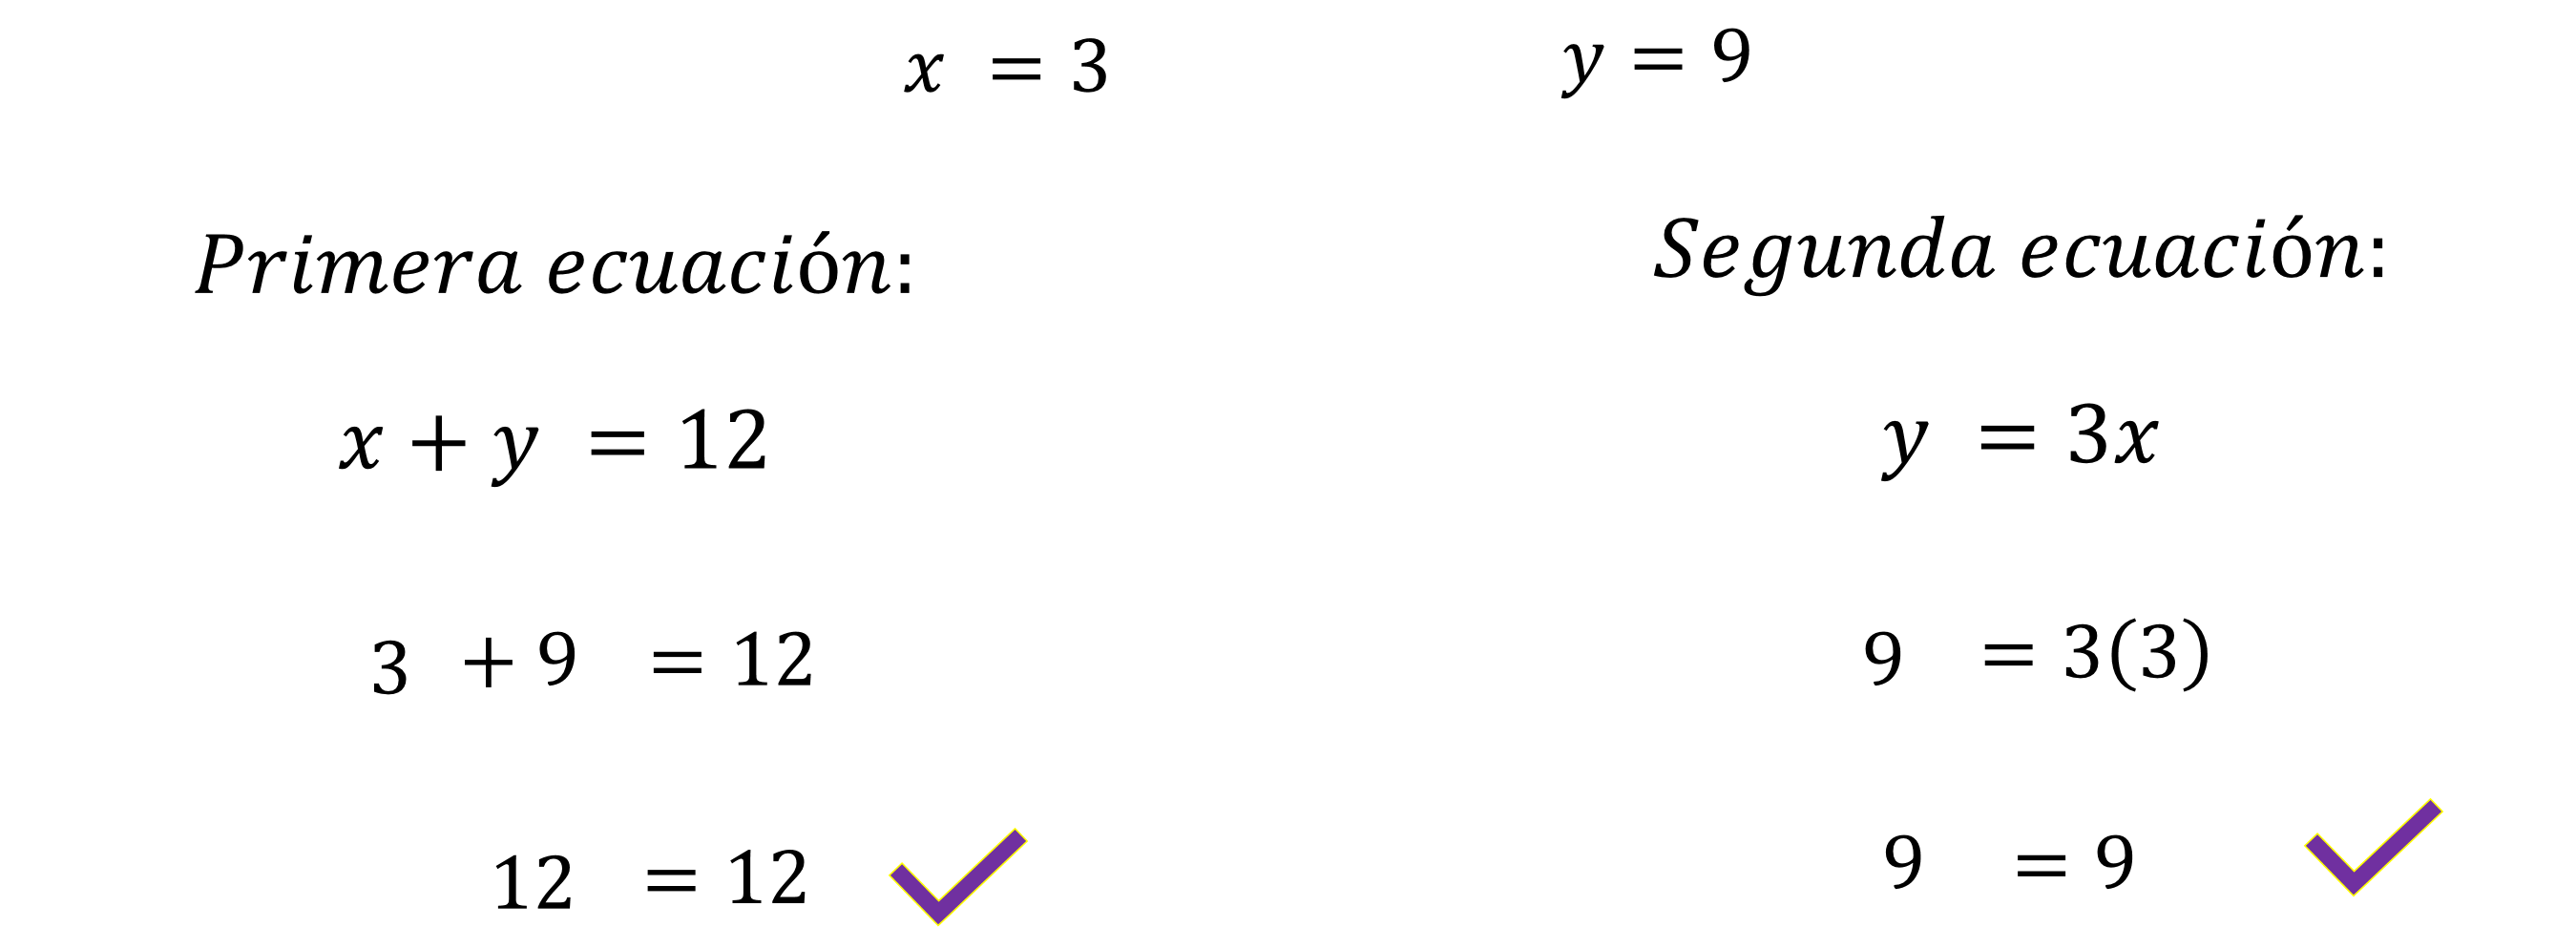 x = 3
y = 9
Primera ecuación:
x + y = 12
3 + 9 = 12
12 = 12
Segunda ecuación:
y = 3x
9 = 3(3)
9 = 9